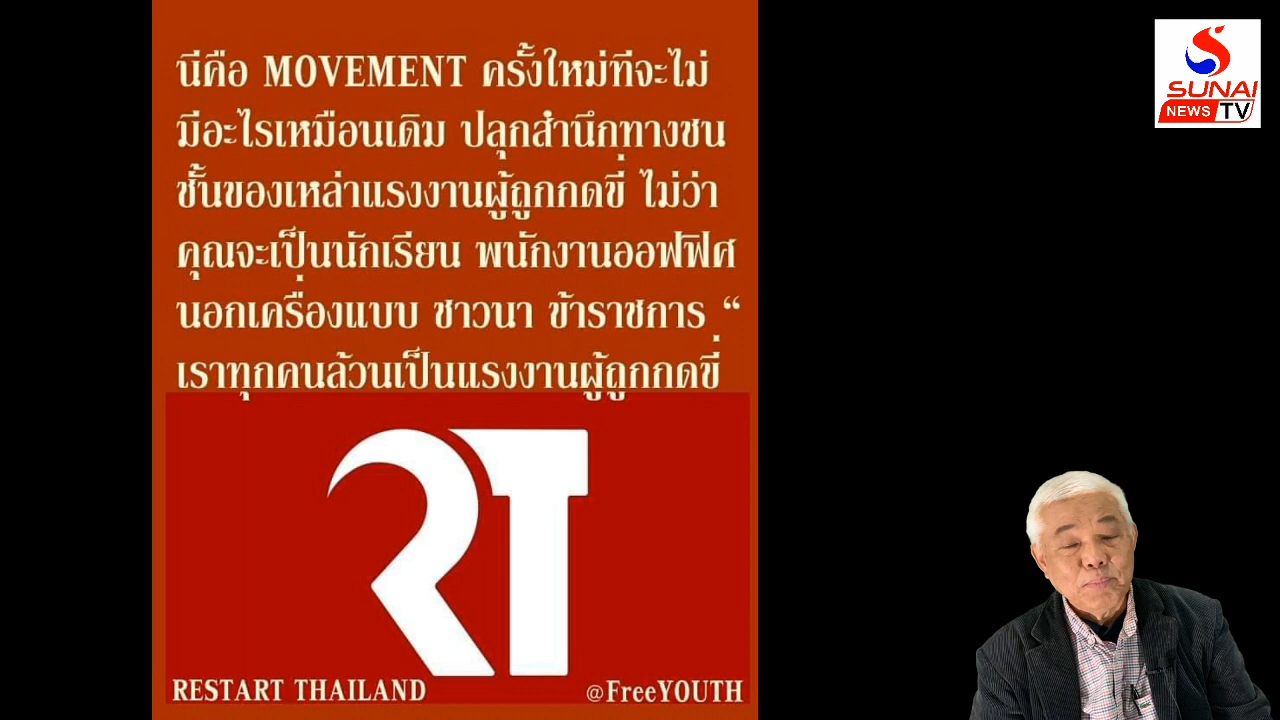 นี่คือ MOVEMENT ครั้งใหม่ที่จะไม่
มีอะไรเหมือนเดิม ปลุกสำนึกทางชน
ชั้นของเหล่าแรงงานผู้ถูกกดขี่ ไม่ว่า
คุณจะเป็นนักเรียน พนักงานออฟฟิศ
นอกเครื่องแบบ ชาวนา ข้าราชการ “
เราทุกคนล้วนเป็นแรงงานผู้ถูกกดขี่
RT
RESTART THAILAND
@FreeYOUTH
SUNAI
NEWS TV